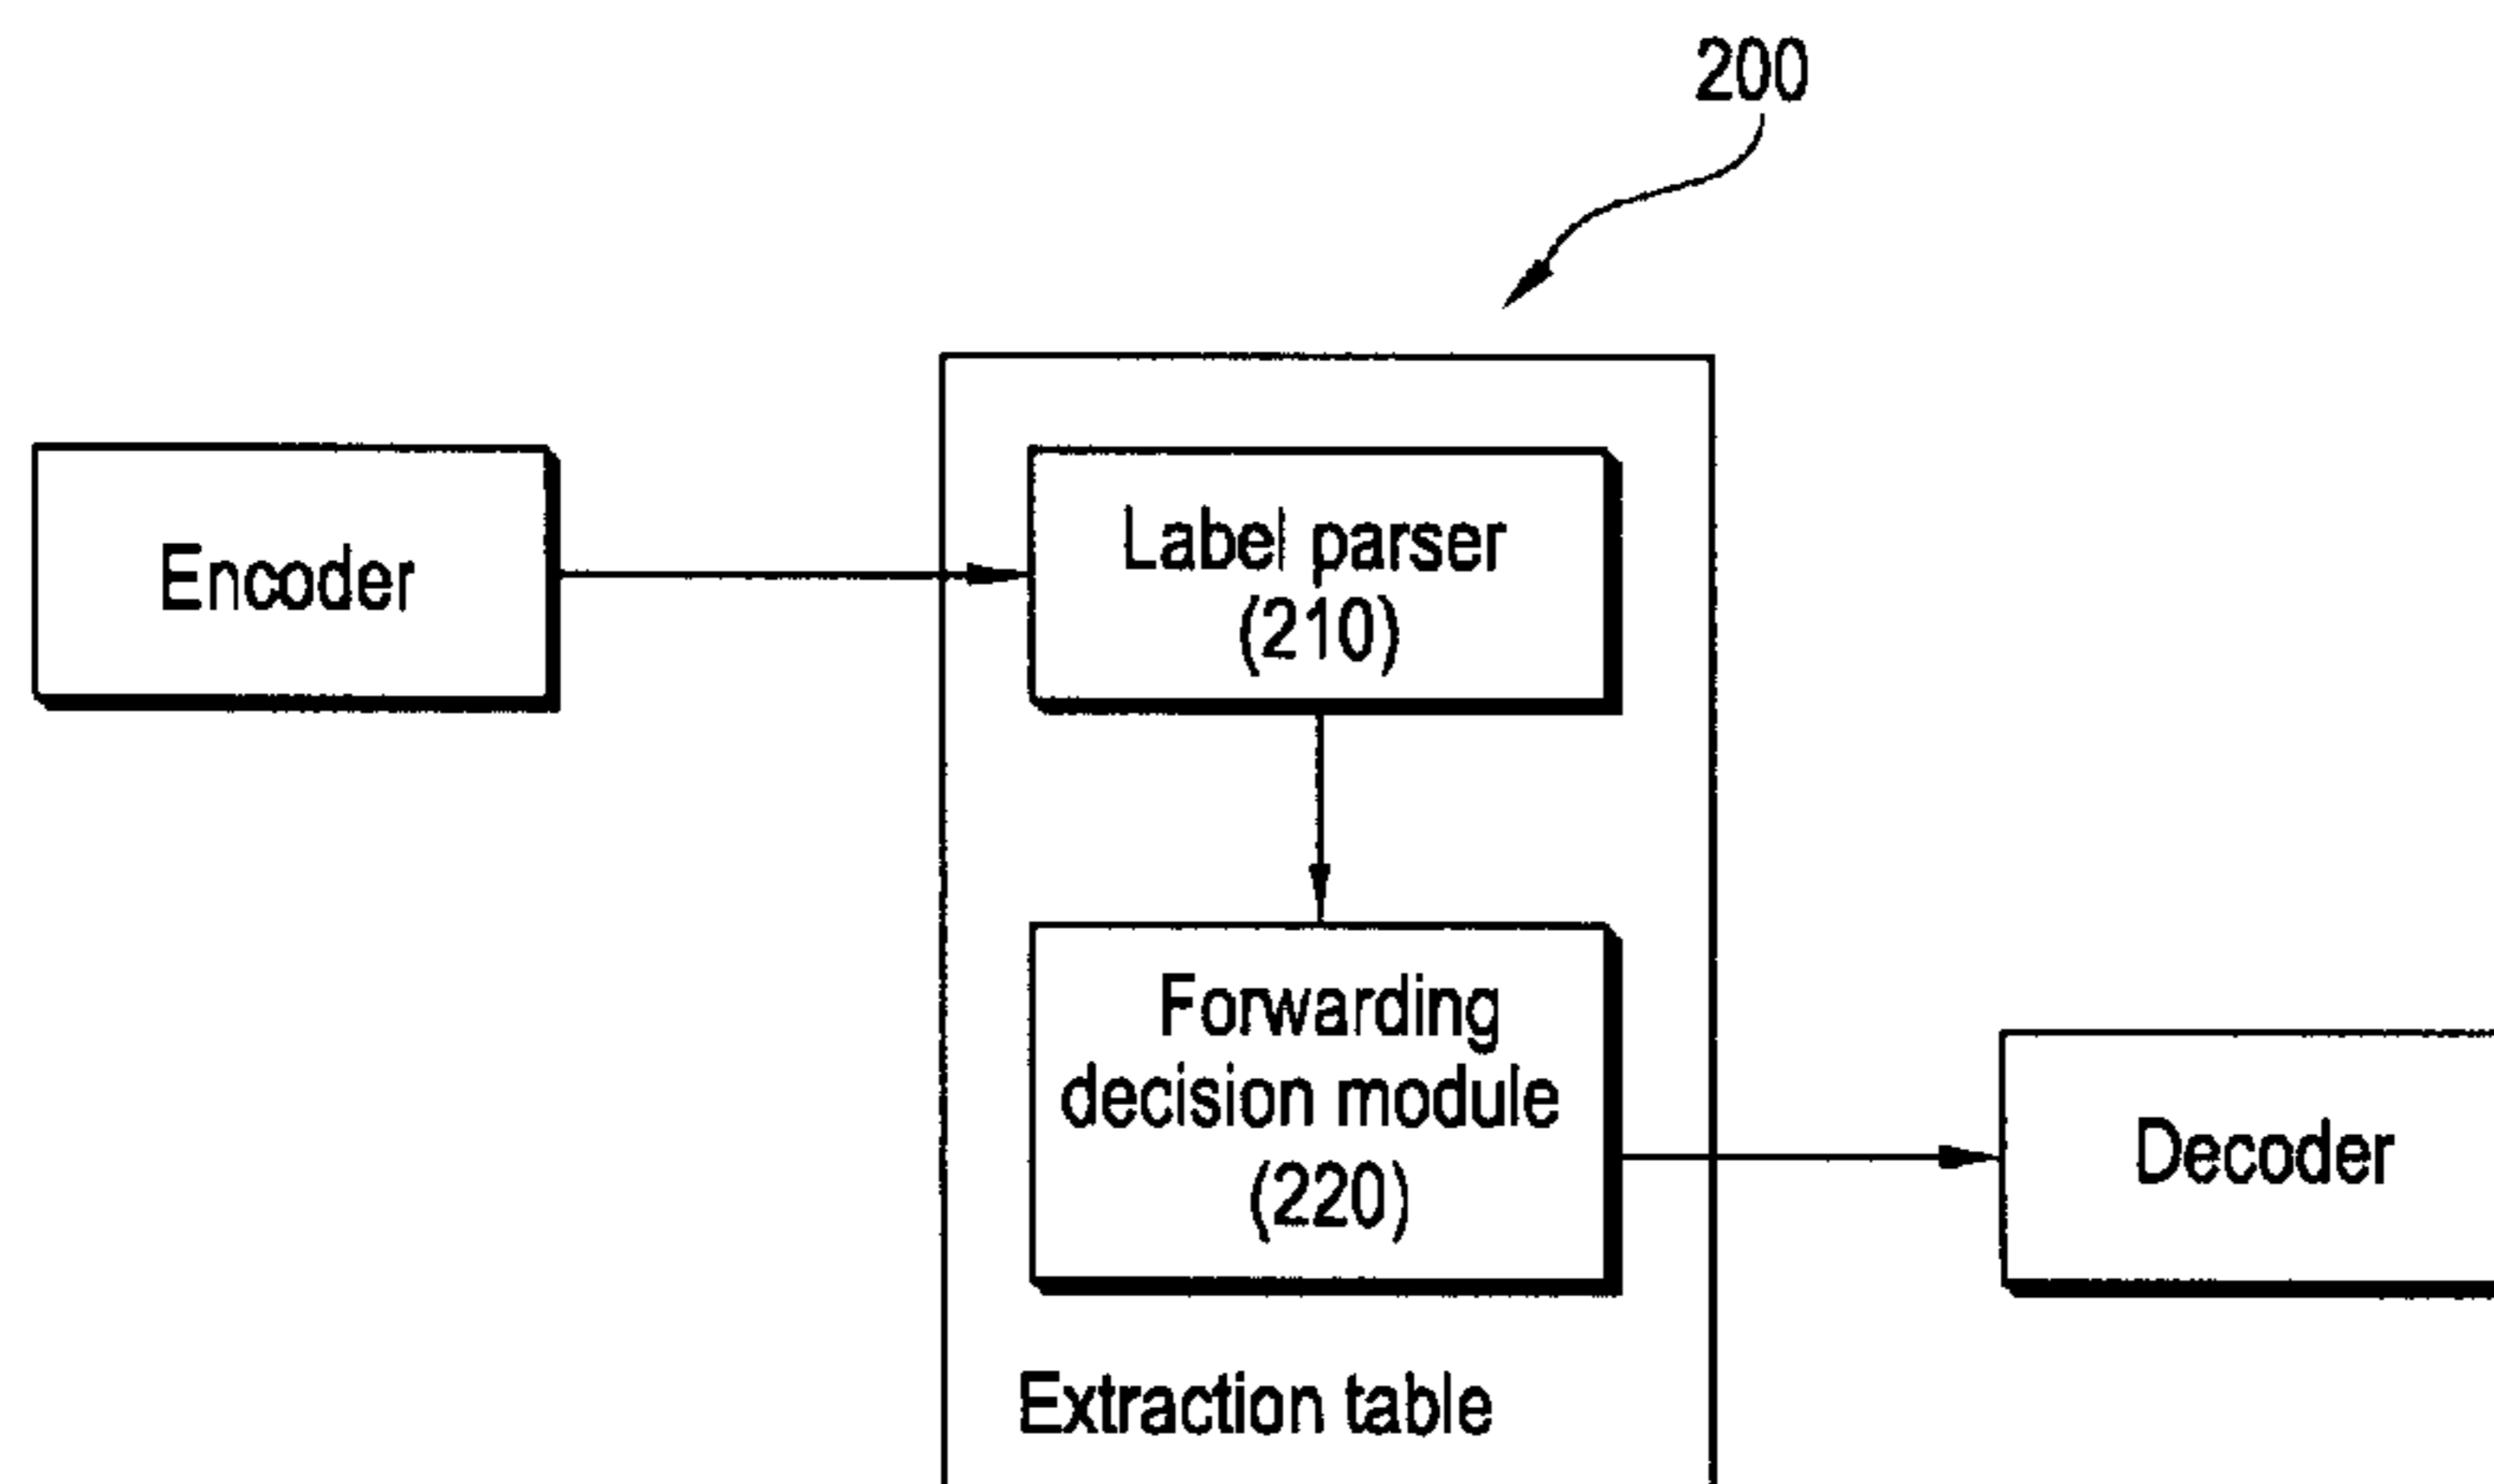 200
Encoder
Label parser
(210)
Forwarding
decision module
(220)
Decoder
Extraction table